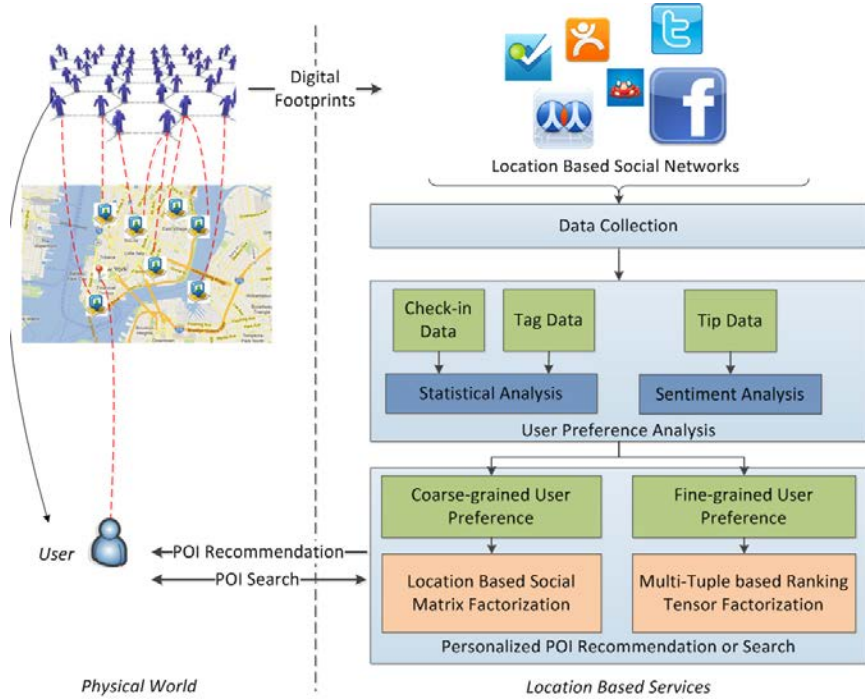 Digital
Footprints
Location Based Social Networks
Data Collection
Check-in
Data
Tag Data
Tip Data
Statistical Analysis
Sentiment Analysis
User Preference Analysis
Coarse-grained User
Preference
Fine-grained User
Preference
User
POI Recommendation
POI Search
Location Based Social
Matrix Factorization
Multi-Tuple based Ranking
Tensor Factorization
Personalized POI Recommendation or Search
Physical World
Location Based Services